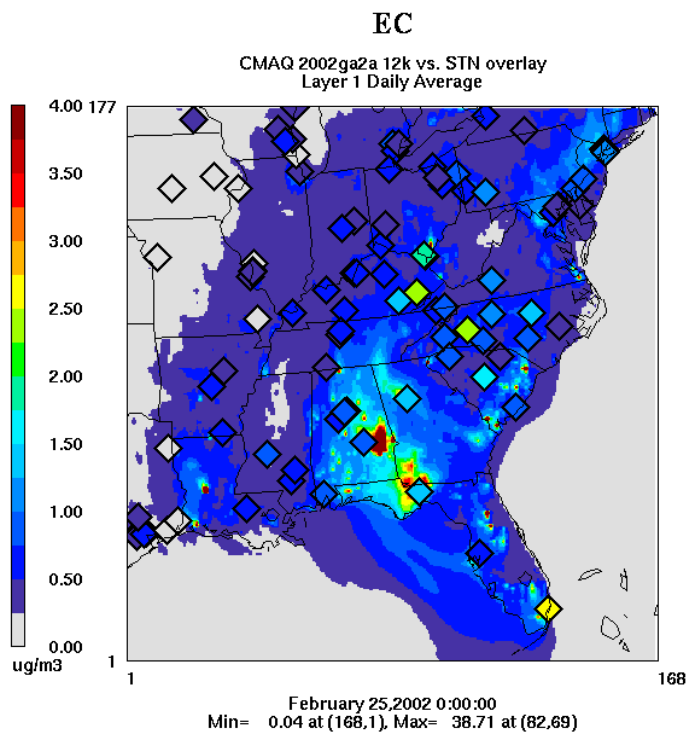 EC
CMAQ 2002ga2a 12k vs. STN overlay
Layer 1 Daily Average
4.00
3.50
3.00
2.50
2.00
1.50
1.00
0.50
0.00
ug/m3
177
1
1
168
February 25,2002 0:00:00
Min= 0.04 at (168,1), Max= 38.71 at (82,69)